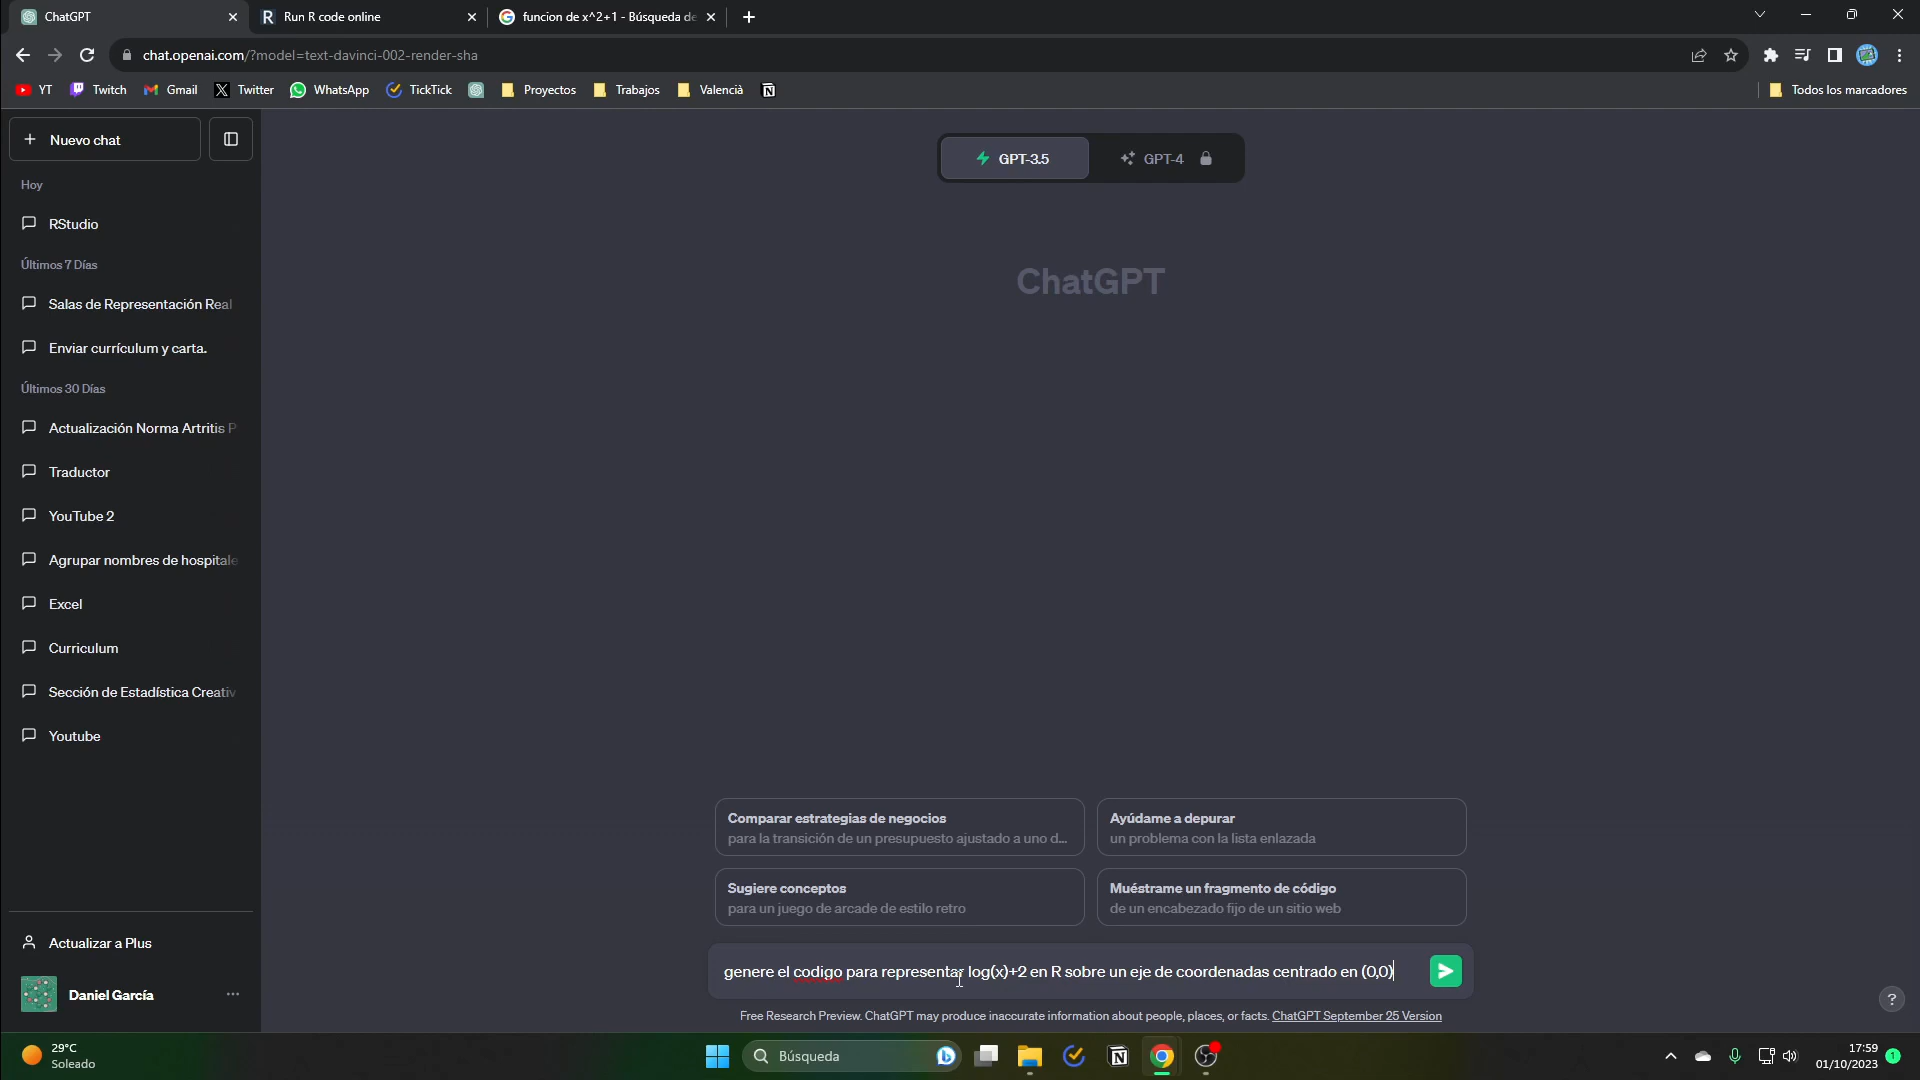 ChatGPT
Run R code online
funcion de x^2+1 - Búsqueda de
chat.openai.com/?model=text-davinci-002-render-sha
YT
Twitch
Gmail
Twitter
WhatsApp
TickTick
Proyectos
Trabajos
Valencià
Todos los marcadores
Nuevo chat
Hoy
RStudio
Últimos 7 Días
Salas de Representación Real
Enviar currículum y carta.
Últimos 30 Días
Actualización Norma Artritis P
Traductor
YouTube 2
Agrupar nombres de hospitale
Excel
Curriculum
Sección de Estadística Creativ
Youtube
Actualizar a Plus
Daniel García
GPT-3.5
GPT-4
ChatGPT
Comparar estrategias de negocios
para la transición de un presupuesto ajustado a uno d...
Ayúdame a depurar
un problema con la lista enlazada
Sugiere conceptos
para un juego de arcade de estilo retro
Muéstrame un fragmento de código
de un encabezado fijo de un sitio web
genere el codigo para representar log(x)+2 en R sobre un eje de coordenadas centrado en (0,0)
Free Research Preview. ChatGPT may produce inaccurate information about people, places, or facts. ChatGPT September 25 Version
?
29°C
Soleado
Búsqueda
17:59
01/10/2023
1